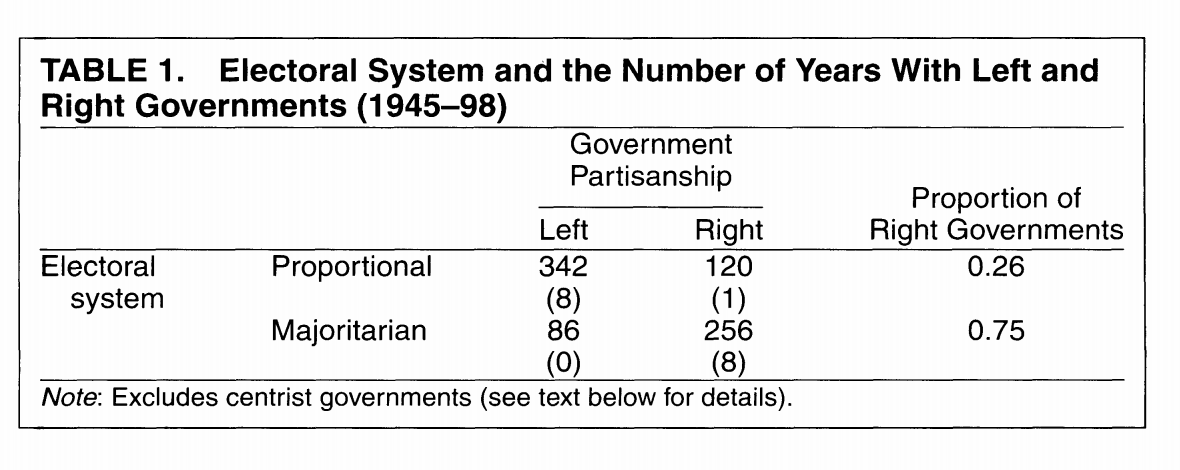 TABLE 1. Electoral System and the Number of Years With Left and
Right Governments (1945–98)
Government
Partisanship
Proportion of
Left Right Right Governments
Electoral Proportional 342 120 0.26
system (8) (1)
Majoritarian 86 256 0.75
(0) (8)
Note: Excludes centrist governments (see text below for details).